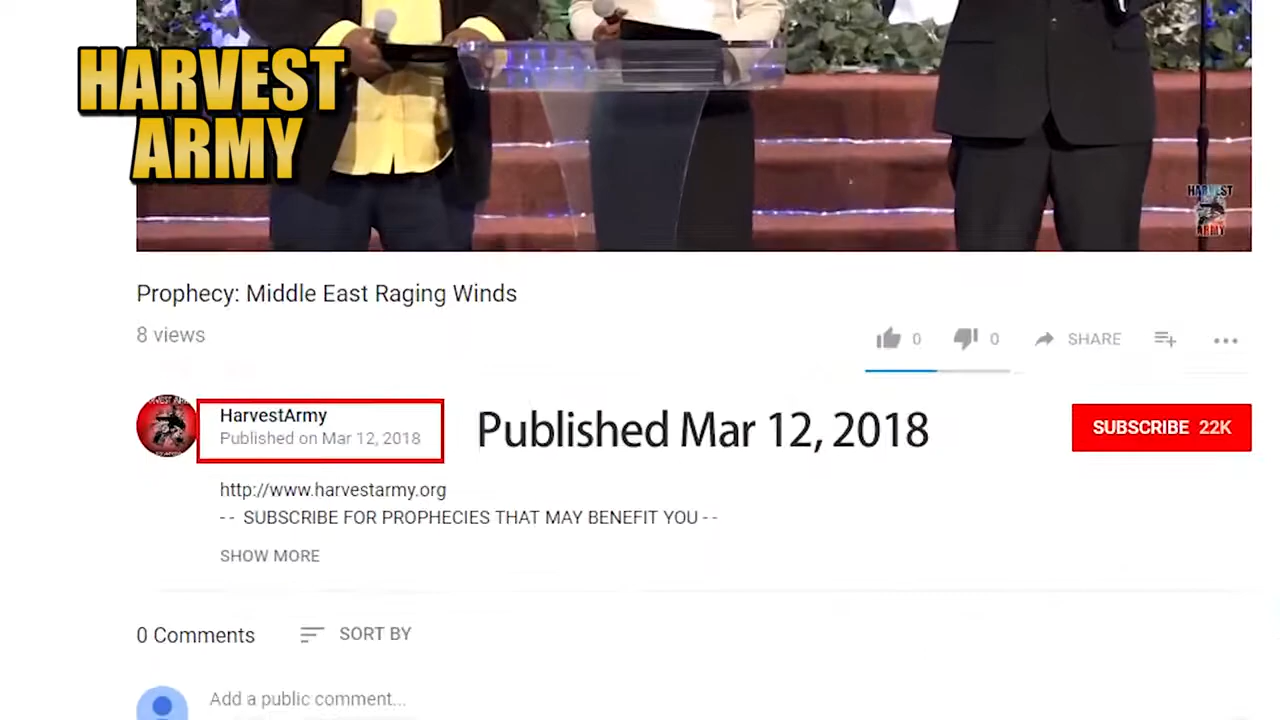 HARVEST
ARMY
HARVEST
ARMY
Prophecy: Middle East Raging Winds
8 views
0
0
SHARE
HarvestArmy
Published on Mar 12, 2018
Published Mar 12, 2018
SUBSCRIBE 22K
http://www.harvestarmy.org
-- SUBSCRIBE FOR PROPHECIES THAT MAY BENEFIT YOU --
SHOW MORE
0 Comments
SORT BY
Add a public comment...